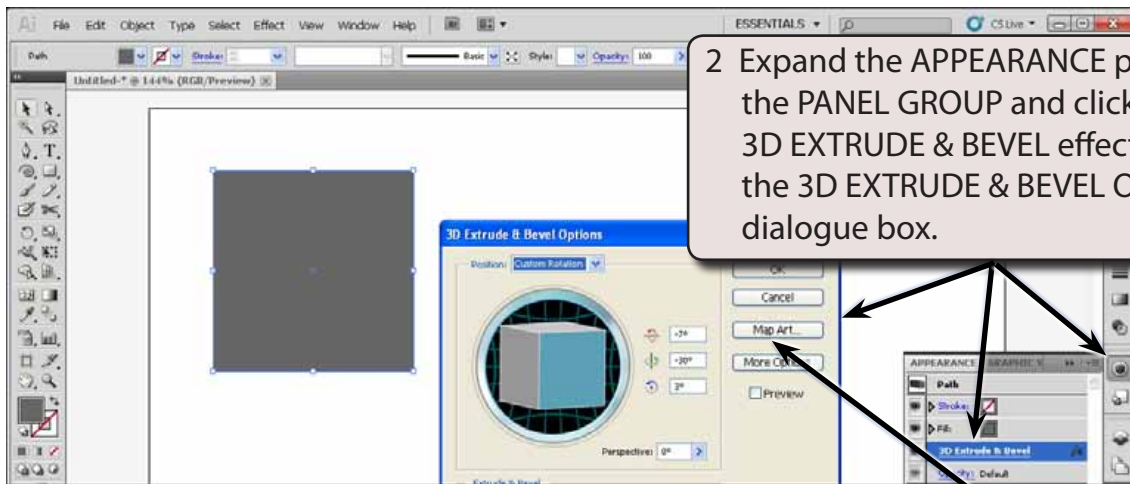 Ai File Edit Object Type Select Effect View Window Help ESSENTIALS CS Live
Path Stroke: Basic Style: Opacity: 100
Untitled-* @ 144% (RGB/Preview)
2 Expand the APPEARANCE p
the PANEL GROUP and click
3D EXTRUDE & BEVEL effect
the 3D EXTRUDE & BEVEL O
dialogue box.
3D Extrude & Bevel Options
Position: Custom Rotation
OK
Cancel
Map Art...
-30°
More Options
Preview
Perspective: 0°
Extrude & Bevel
APPEARANCE GRAPHIC
Path
Stroke:
Fill:
3D Extrude & Bevel
Opacity: Default